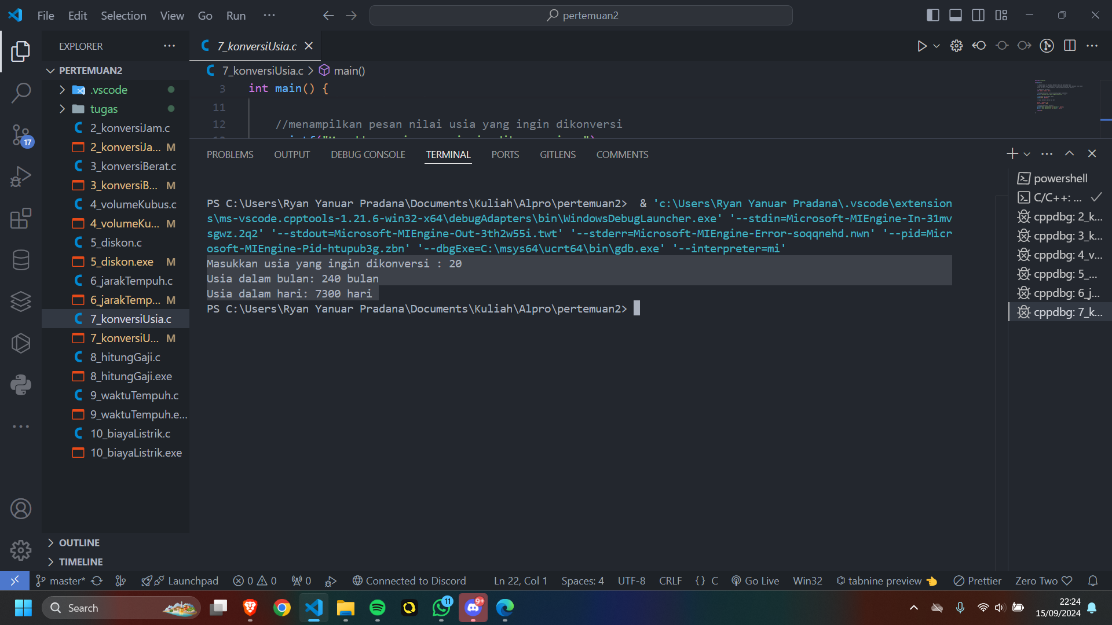 File Edit Selection View Go Run ··· pertemuan2
EXPLORER ···
PERTEMUAN2
.vscode
tugas
2_konversiJam.c
2_konversiJa... M
3_konversiBerat.c
3_konversiB... M
4_volumeKubus.c
4_volumeKu... M
5_diskon.c
5_diskon.exe M
6_jarakTempuh.c
6_jarakTemp... M
7_konversiUsia.c
7_konversiU... M
8_hitungGaji.c
8_hitungGaji.exe
9_waktuTempuh.c
9_waktuTempuh.e...
10_biayaListrik.c
10_biayaListrik.exe
OUTLINE
TIMELINE
17
7_konversiUsia.c
7_konversiUsia.c > main()
3 int main() {
11
12 //menampilkan pesan nilai usia yang ingin dikonversi
PROBLEMS OUTPUT DEBUG CONSOLE TERMINAL PORTS GITLENS COMMENTS
PS C:\Users\Ryan Yanuar Pradana\Documents\Kuliah\Alpro\pertemuan2> & 'c:\Users\Ryan Yanuar Pradana\.vscode\extension
s\ms-vscode.cpptools-1.21.6-win32-x64\debugAdapters\bin\WindowsDebugLauncher.exe' '--stdin=Microsoft-MIEngine-In-31mv
sgwz.2q2' '--stdout=Microsoft-MIEngine-Out-3th2w55i.twt' '--stderr=Microsoft-MIEngine-Error-soqqnehd.nwn' '--pid=Micr
osoft-MIEngine-Pid-htupub3g.zbn' '--dbgExe=C:\msys64\ucrt64\bin\gdb.exe' '--interpreter=mi'
Masukkan usia yang ingin dikonversi : 20
Usia dalam bulan: 240 bulan
Usia dalam hari: 7300 hari
PS C:\Users\Ryan Yanuar Pradana\Documents\Kuliah\Alpro\pertemuan2>
powershell
C/C++: ...
cppdbg: 2_k...
cppdbg: 3_k...
cppdbg: 4_v...
cppdbg: 5_...
cppdbg: 6_j...
cppdbg: 7_k...
master* Launchpad 0 0 0 Connected to Discord Ln 22, Col 1 Spaces: 4 UTF-8 CRLF {} C Go Live Win32 tabnine preview Prettier Zero Two
Search 11 9+ 22:24
15/09/2024